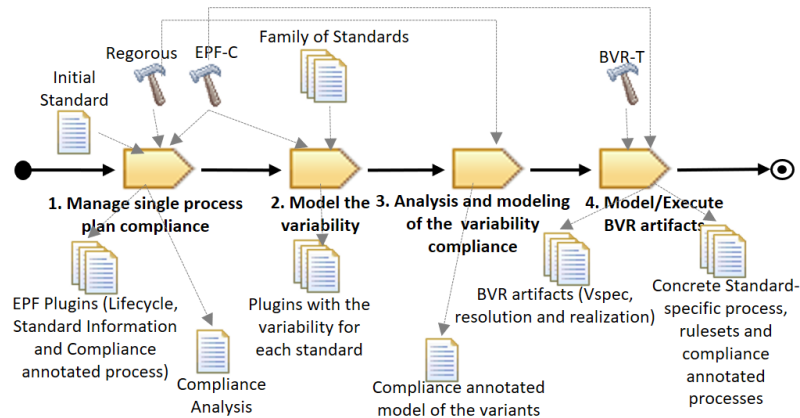 Regorous
EPF-C
Family of Standards
BVR-T
Initial
Standard
1. Manage single process
plan compliance
2. Model the
variability
3. Analysis and modeling
of the variability
compliance
4. Model/Execute
BVR artifacts
EPF Plugins (Lifecycle,
Standard Information
and Compliance
annotated process)
Compliance
Analysis
Plugins with the
variability for
each standard
Compliance annotated
model of the variants
BVR artifacts (Vspec,
resolution and realization)
Concrete Standard-
specific process,
rulesets and
compliance
annotated
processes